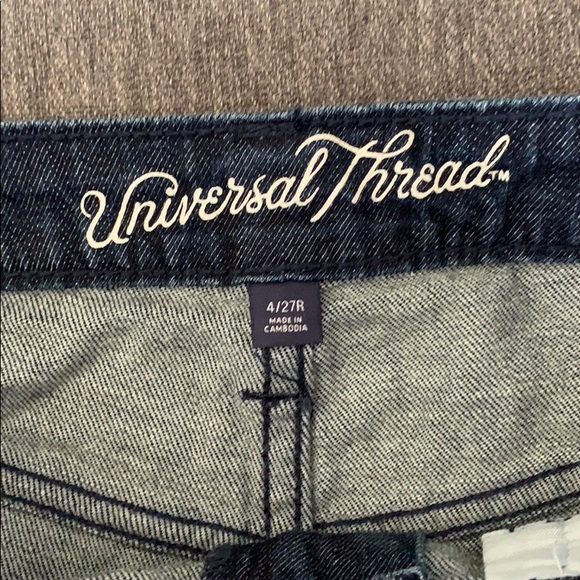 Universal Thread™
4/27R
MADE IN
CAMBODIA